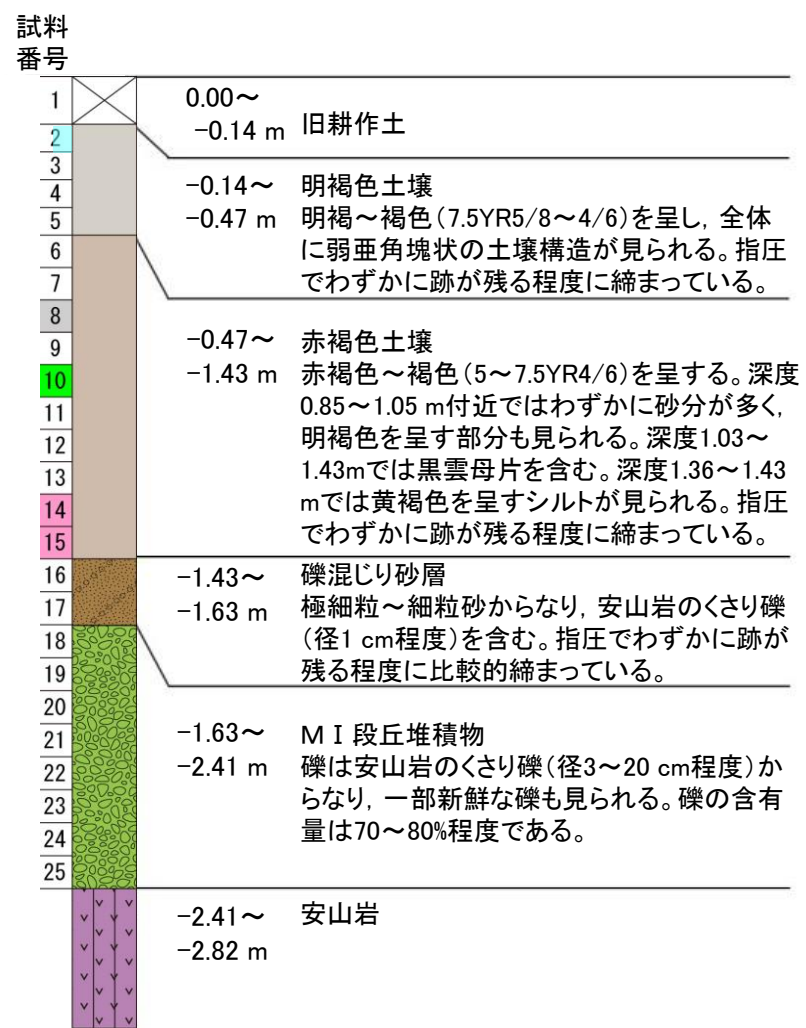 試料
番号
1
0.00～
-0.14 m 旧耕作土
2
3
4
5
-0.14～ 明褐色土壌
-0.47 m 明褐～褐色（7.5YR5/8～4/6）を呈し，全体
に弱亜角塊状の土壌構造が見られる。指圧
でわずかに跡が残る程度に締まっている。
6
7
8
9
10
11
12
13
14
15
-0.47～ 赤褐色土壌
-1.43 m 赤褐色～褐色（5～7.5YR4/6）を呈する。深度
0.85～1.05 m付近ではわずかに砂分が多く，
明褐色を呈す部分も見られる。深度1.03～
1.43mでは黒雲母片を含む。深度1.36～1.43
mでは黄褐色を呈すシルトが見られる。指圧
でわずかに跡が残る程度に締まっている。
16
17
-1.43～ 礫混じり砂層
-1.63 m 極細粒～細粒砂からなり，安山岩のくさり礫
（径1 cm程度）を含む。指圧でわずかに跡が
残る程度に比較的締まっている。
18
19
20
21
22
23
24
25
-1.63～ ＭⅠ段丘堆積物
-2.41 m 礫は安山岩のくさり礫（径3～20 cm程度）か
らなり，一部新鮮な礫も見られる。礫の含有
量は70～80%程度である。
-2.41～ 安山岩
-2.82 m